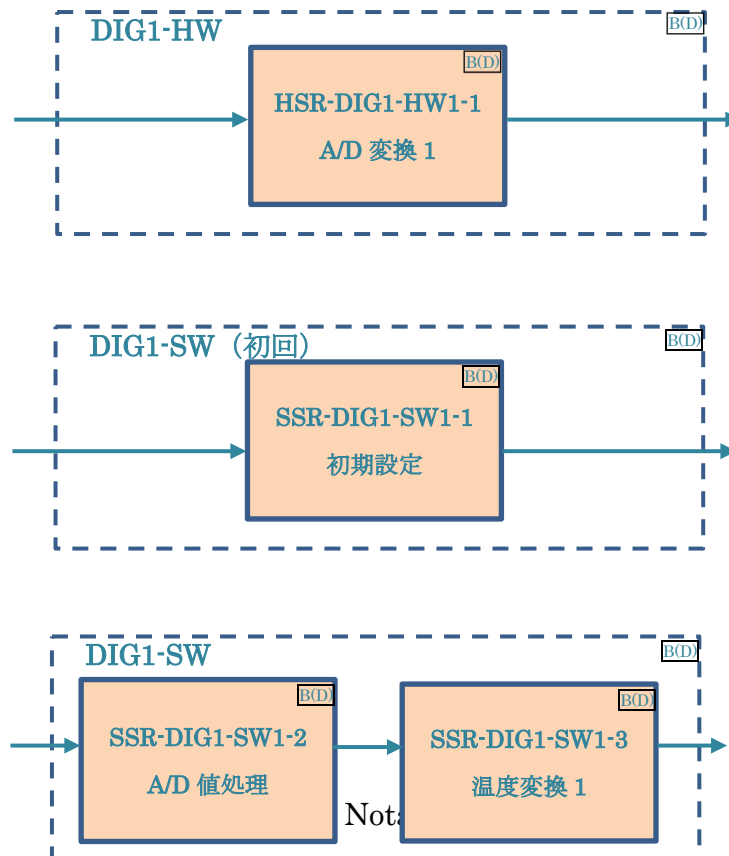 DIG1-HW
B(D)
B(D)
HSR-DIG1-HW1-1
A/D 変換 1
DIG1-SW（初回）
B(D)
B(D)
SSR-DIG1-SW1-1
初期設定
DIG1-SW
B(D)
B(D)
SSR-DIG1-SW1-2
A/D 値処理
B(D)
SSR-DIG1-SW1-3
温度変換 1